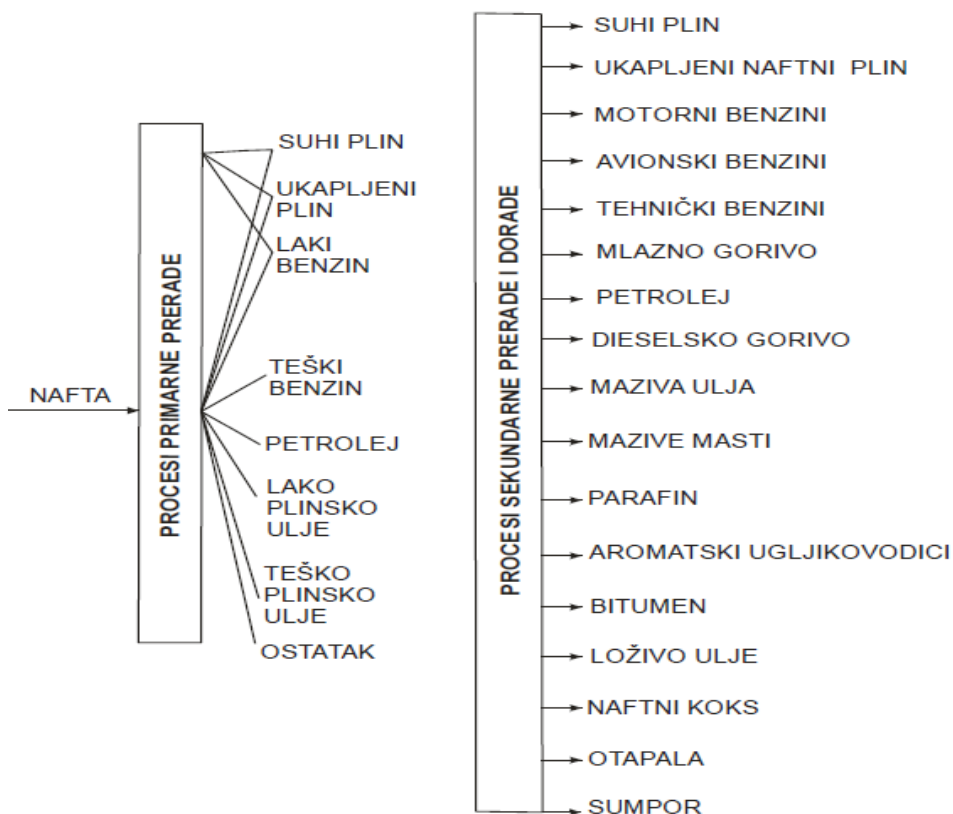 NAFTA
PROCESI PRIMARNE PRERADE
SUHI PLIN
UKAPLJENI
PLIN
LAKI
BENZIN
TEŠKI
BENZIN
PETROLEJ
LAKO
PLINSKO
ULJE
TEŠKO
PLINSKO
ULJE
OSTATAK
PROCESI SEKUNDARNE PRERADE I DORADE
SUHI PLIN
UKAPLJENI NAFTNI PLIN
MOTORNI BENZINI
AVIONSKI BENZINI
TEHNIČKI BENZINI
MLAZNO GORIVO
PETROLEJ
DIESELSKO GORIVO
MAZIVA ULJA
MAZIVE MASTI
PARAFIN
AROMATSKI UGLJIKOVODICI
BITUMEN
LOŽIVO ULJE
NAFTNI KOKS
OTAPALA
SUMPOR